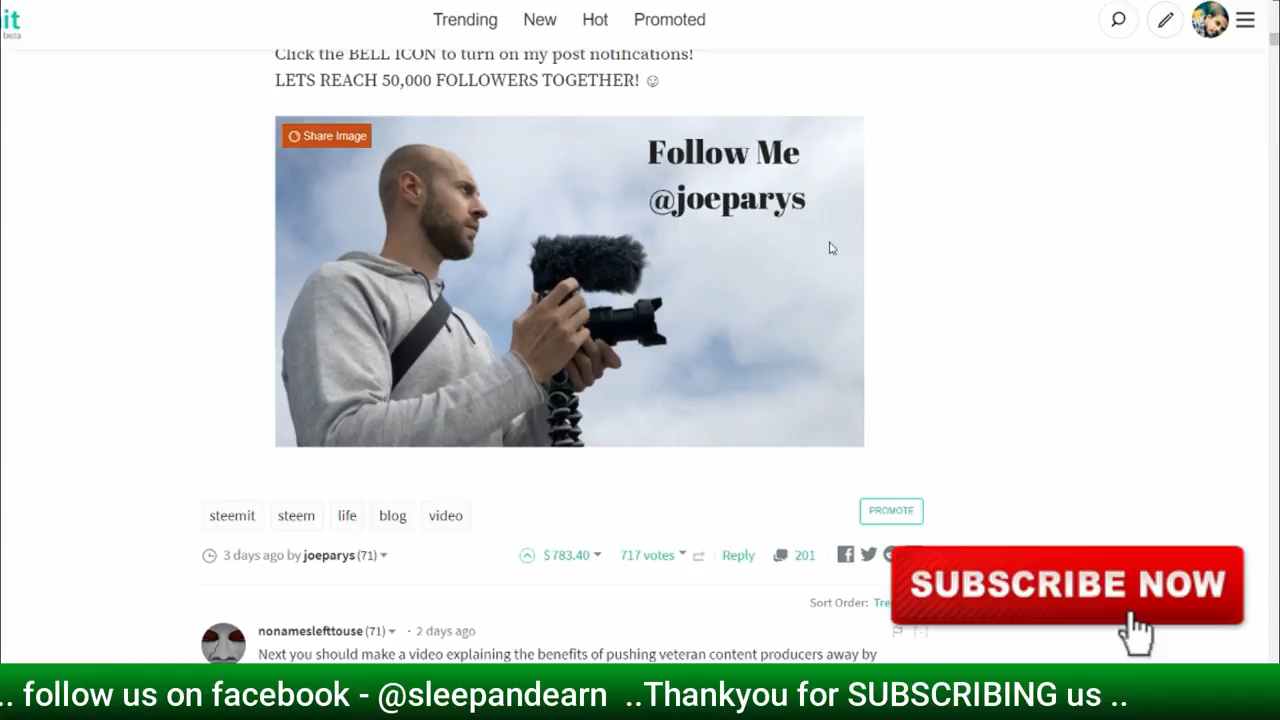 it
beta
Trending New Hot Promoted
Click the BELL ICON to turn on my post notifications!
LETS REACH 50,000 FOLLOWERS TOGETHER! ☺
Share Image
Follow Me
@joeparys
steemit steem life blog video
PROMOTE
3 days ago by joeparys (71)
$783.40 717 votes Reply 201
Sort Order: Tre
SUBSCRIBE NOW
nonameslefttouse (71) · 2 days ago
Next you should make a video explaining the benefits of pushing veteran content producers away by
.. follow us on facebook - @sleepandearn ..Thankyou for SUBSCRIBING us ..